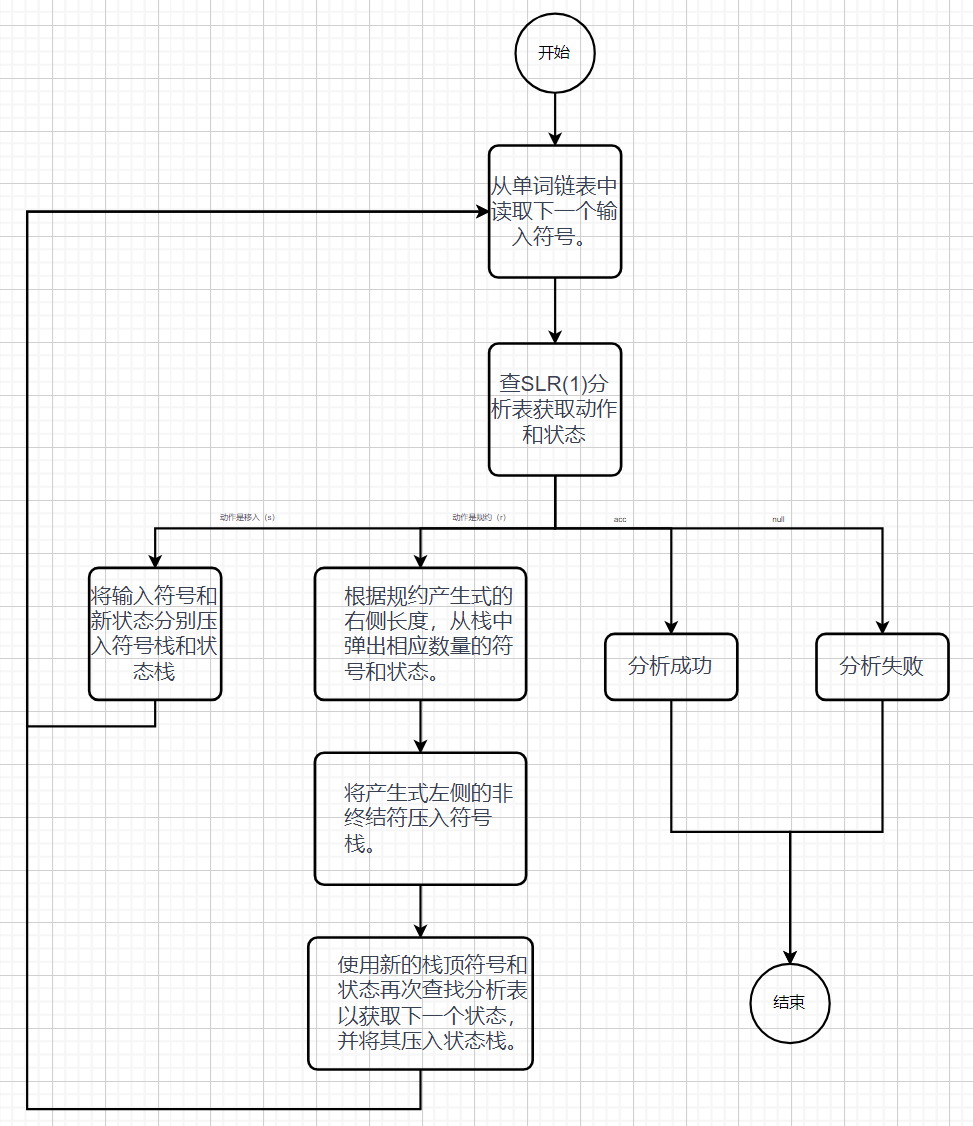 开始
从单词链表中
读取下一个输
入符号。
查SLR(1)分
析表获取动作
和状态
动作是移入（s）
动作是规约（r）
acc
null
将输入符号和
新状态分别压
入符号栈和状
态栈
根据规约产生式的
右侧长度，从栈中
弹出相应数量的符
号和状态。
分析成功
分析失败
将产生式左侧的非
终结符压入符号
栈。
使用新的栈顶符号和
状态再次查找分析表
以获取下一个状态，
并将其压入状态栈。
结束